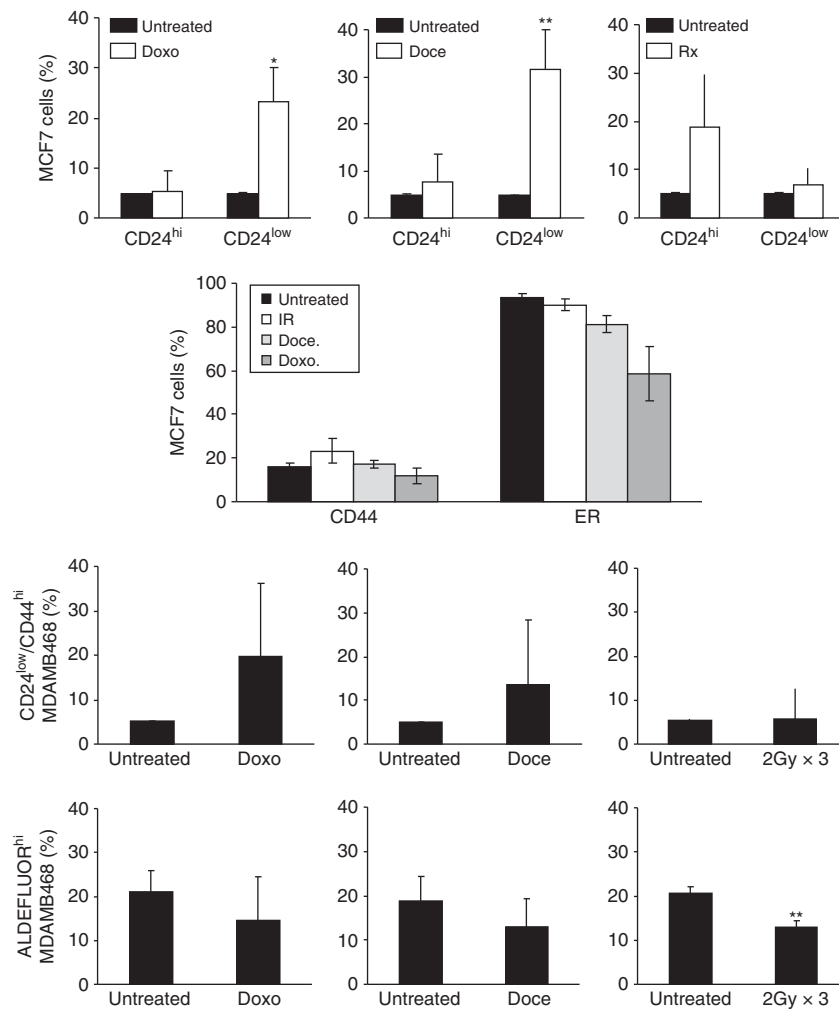 40
30
20
10
0
MCF7 cells (%)
Untreated
Doxo
*
CD24hi
CD24low
40
30
20
10
0
Untreated
Doce
**
CD24hi
CD24low
40
30
20
10
0
Untreated
Rx
CD24hi
CD24low
100
80
60
40
20
0
MCF7 cells (%)
Untreated
IR
Doce.
Doxo.
CD44
ER
CD24low/CD44hi
MDAMB468 (%)
40
30
20
10
0
Untreated
Doxo
40
30
20
10
0
Untreated
Doce
40
30
20
10
0
Untreated
2Gy × 3
ALDEFLUORhi
MDAMB468 (%)
40
30
20
10
0
Untreated
Doxo
40
30
20
10
0
Untreated
Doce
40
30
20
10
0
**
Untreated
2Gy × 3